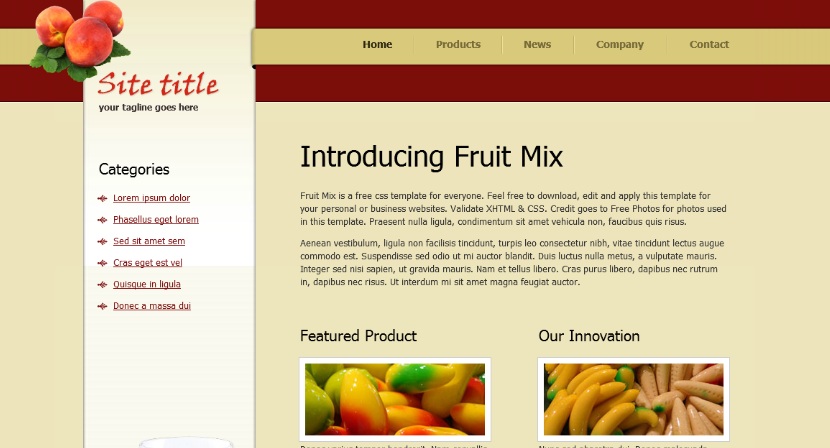 Home Products News Company Contact
Site title
your tagline goes here
Categories
Lorem ipsum dolor
Phasellus eget lorem
Sed sit amet sem
Cras eget est vel
Quisque in ligula
Donec a massa dui
Introducing Fruit Mix
Fruit Mix is a free css template for everyone. Feel free to download, edit and apply this template for
your personal or business websites. Validate XHTML & CSS. Credit goes to Free Photos for photos used
in this template. Praesent nulla ligula, condimentum sit amet vehicula non, faucibus quis risus.
Aenean vestibulum, ligula non facilisis tincidunt, turpis leo consectetur nibh, vitae tincidunt lectus augue
commodo est. Suspendisse sed odio ut mi auctor blandit. Duis luctus nulla metus, a vulputate mauris.
Integer sed nisi sapien, ut gravida mauris. Nam et tellus libero. Cras purus libero, dapibus nec rutrum
in, dapibus nec risus. Ut interdum mi sit amet magna feugiat auctor.
Featured Product
Our Innovation